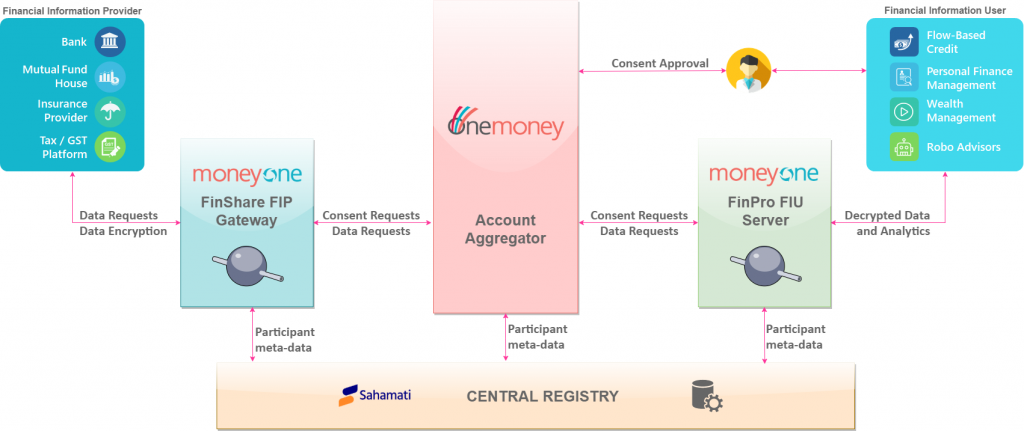 Financial Information Provider
Bank
Mutual Fund
House
Insurance
Provider
Tax / GST
Platform
Data Requests
Data Encryption
moneyone
FinShare FIP
Gateway
Consent Requests
Data Requests
onemoney
Account
Aggregator
Consent Approval
Consent Requests
Data Requests
moneyone
FinPro FIU
Server
Decrypted Data
and Analytics
Financial Information User
Flow-Based
Credit
Personal Finance
Management
Wealth
Management
Robo Advisors
Participant
meta-data
Participant
meta-data
Participant
meta-data
Sahamati
CENTRAL REGISTRY